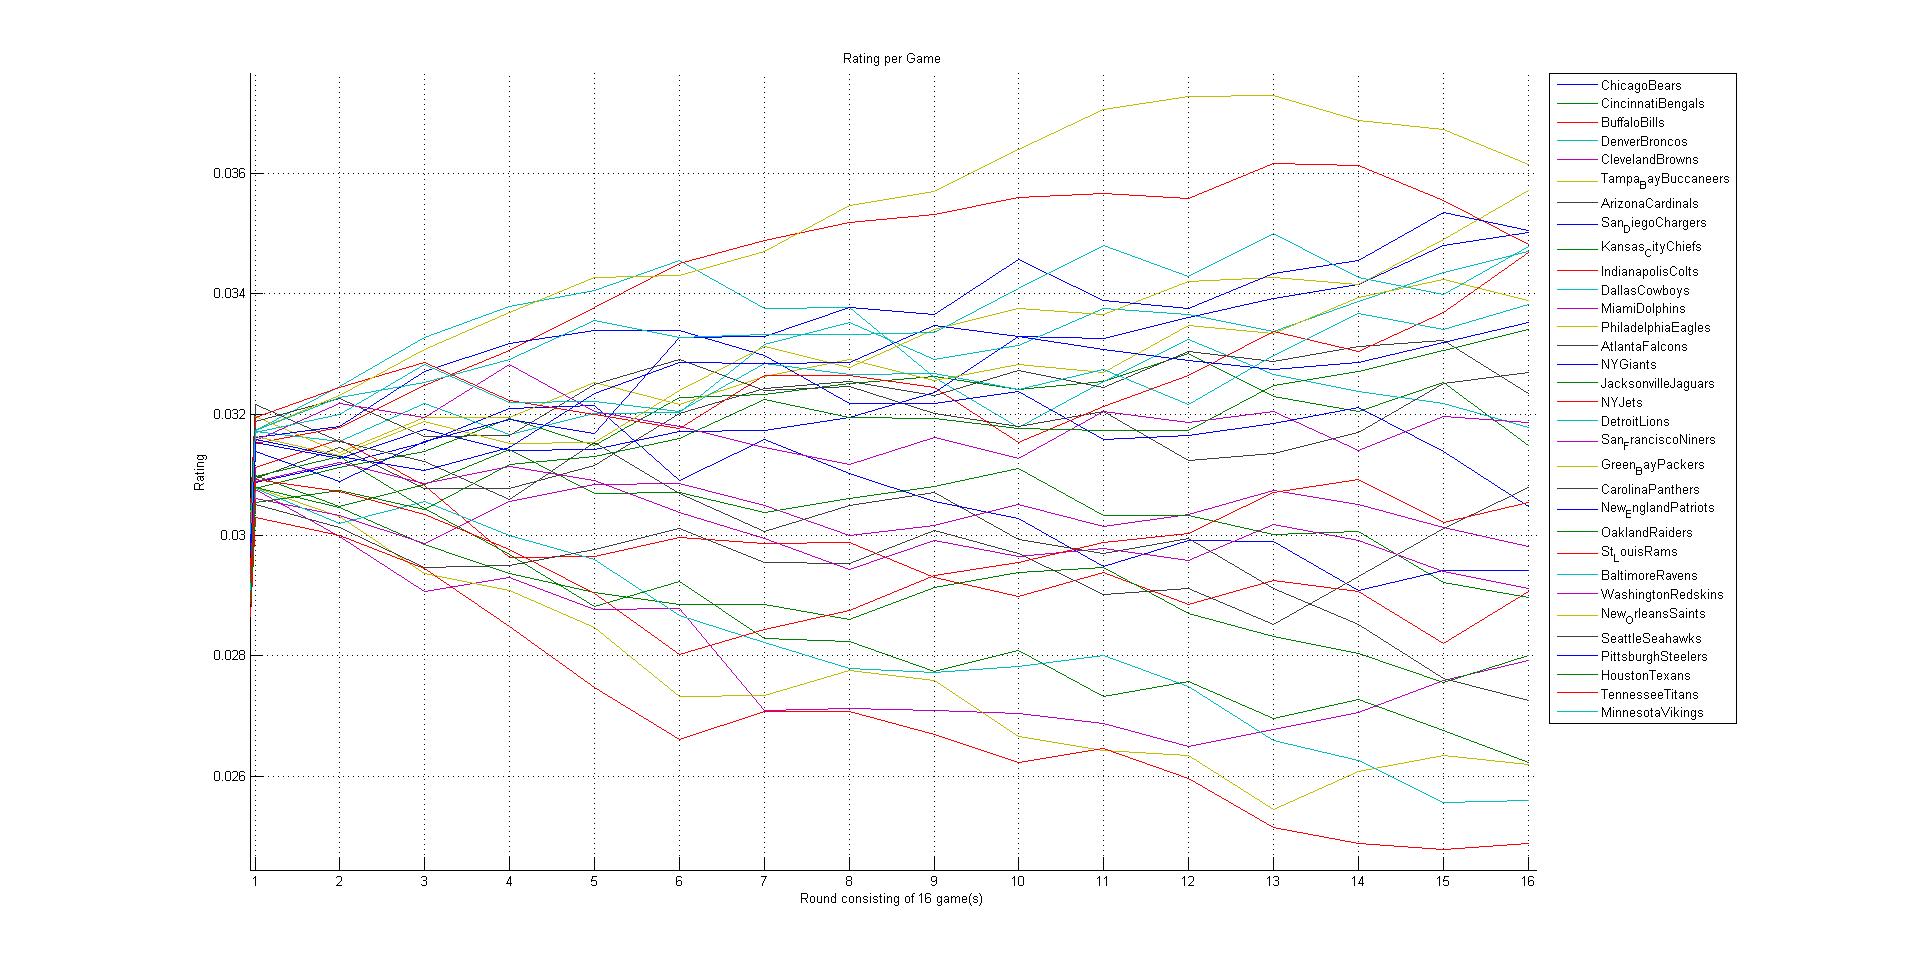 Rating per Game
0.036
0.034
0.032
0.03
0.028
0.026
Rating
1 2 3 4 5 6 7 8 9 10 11 12 13 14 15 16
Round consisting of 16 game(s)
ChicagoBears
CincinnatiBengals
BuffaloBills
DenverBroncos
ClevelandBrowns
TampaBayBuccaneers
ArizonaCardinals
SanDiegoChargers
KansasCityChiefs
IndianapolisColts
DallasCowboys
MiamiDolphins
PhiladelphiaEagles
AtlantaFalcons
NYGiants
JacksonvilleJaguars
NYJets
DetroitLions
SanFranciscoNiners
GreenBayPackers
CarolinaPanthers
NewEnglandPatriots
OaklandRaiders
StLouisRams
BaltimoreRavens
WashingtonRedskins
NewOrleansSaints
SeattleSeahawks
PittsburghSteelers
HoustonTexans
TennesseeTitans
MinnesotaVikings